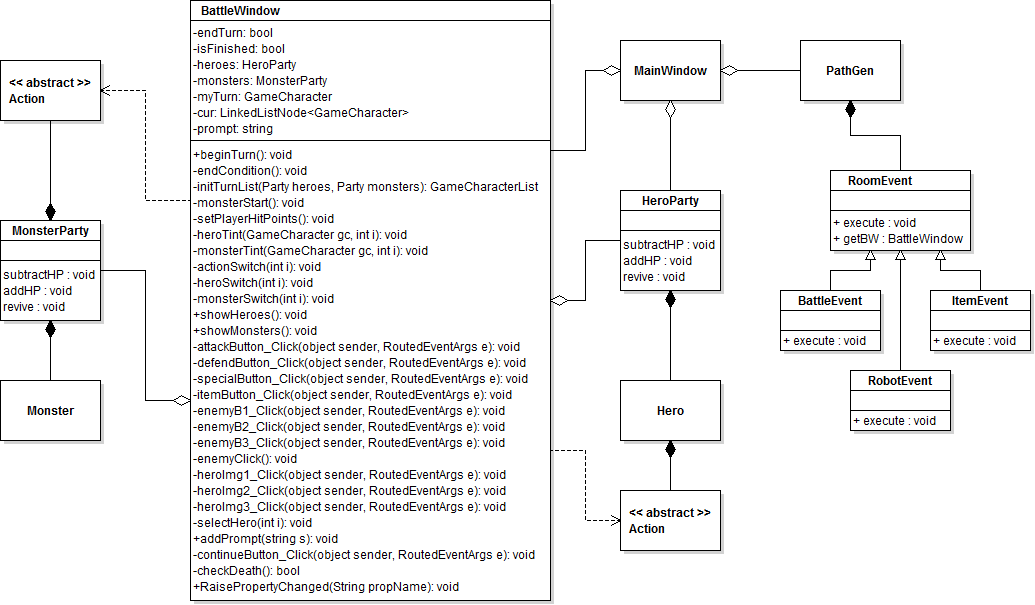 BattleWindow
-endTurn: bool
-isFinished: bool
-heroes: HeroParty
-monsters: MonsterParty
-myTurn: GameCharacter
-cur: LinkedListNode<GameCharacter>
-prompt: string
+beginTurn(): void
-endCondition(): void
-initTurnList(Party heroes, Party monsters): GameCharacterList
-monsterStart(): void
-setPlayerHitPoints(): void
-heroTint(GameCharacter gc, int i): void
-monsterTint(GameCharacter gc, int i): void
-actionSwitch(int i): void
-heroSwitch(int i): void
-monsterSwitch(int i): void
+showHeroes(): void
+showMonsters(): void
-attackButton_Click(object sender, RoutedEventArgs e): void
-defendButton_Click(object sender, RoutedEventArgs e): void
-specialButton_Click(object sender, RoutedEventArgs e): void
-itemButton_Click(object sender, RoutedEventArgs e): void
-enemyB1_Click(object sender, RoutedEventArgs e): void
-enemyB2_Click(object sender, RoutedEventArgs e): void
-enemyB3_Click(object sender, RoutedEventArgs e): void
-enemyClick(): void
-heroImg1_Click(object sender, RoutedEventArgs e): void
-heroImg2_Click(object sender, RoutedEventArgs e): void
-heroImg3_Click(object sender, RoutedEventArgs e): void
-selectHero(int i): void
+addPrompt(string s): void
-continueButton_Click(object sender, RoutedEventArgs e): void
-checkDeath(): bool
+RaisePropertyChanged(String propName): void
<< abstract >>
Action
MonsterParty
subtractHP : void
addHP : void
revive : void
Monster
MainWindow
HeroParty
subtractHP : void
addHP : void
revive : void
Hero
<< abstract >>
Action
PathGen
RoomEvent
+ execute : void
+ getBW : BattleWindow
BattleEvent
+ execute : void
ItemEvent
+ execute : void
RobotEvent
+ execute : void